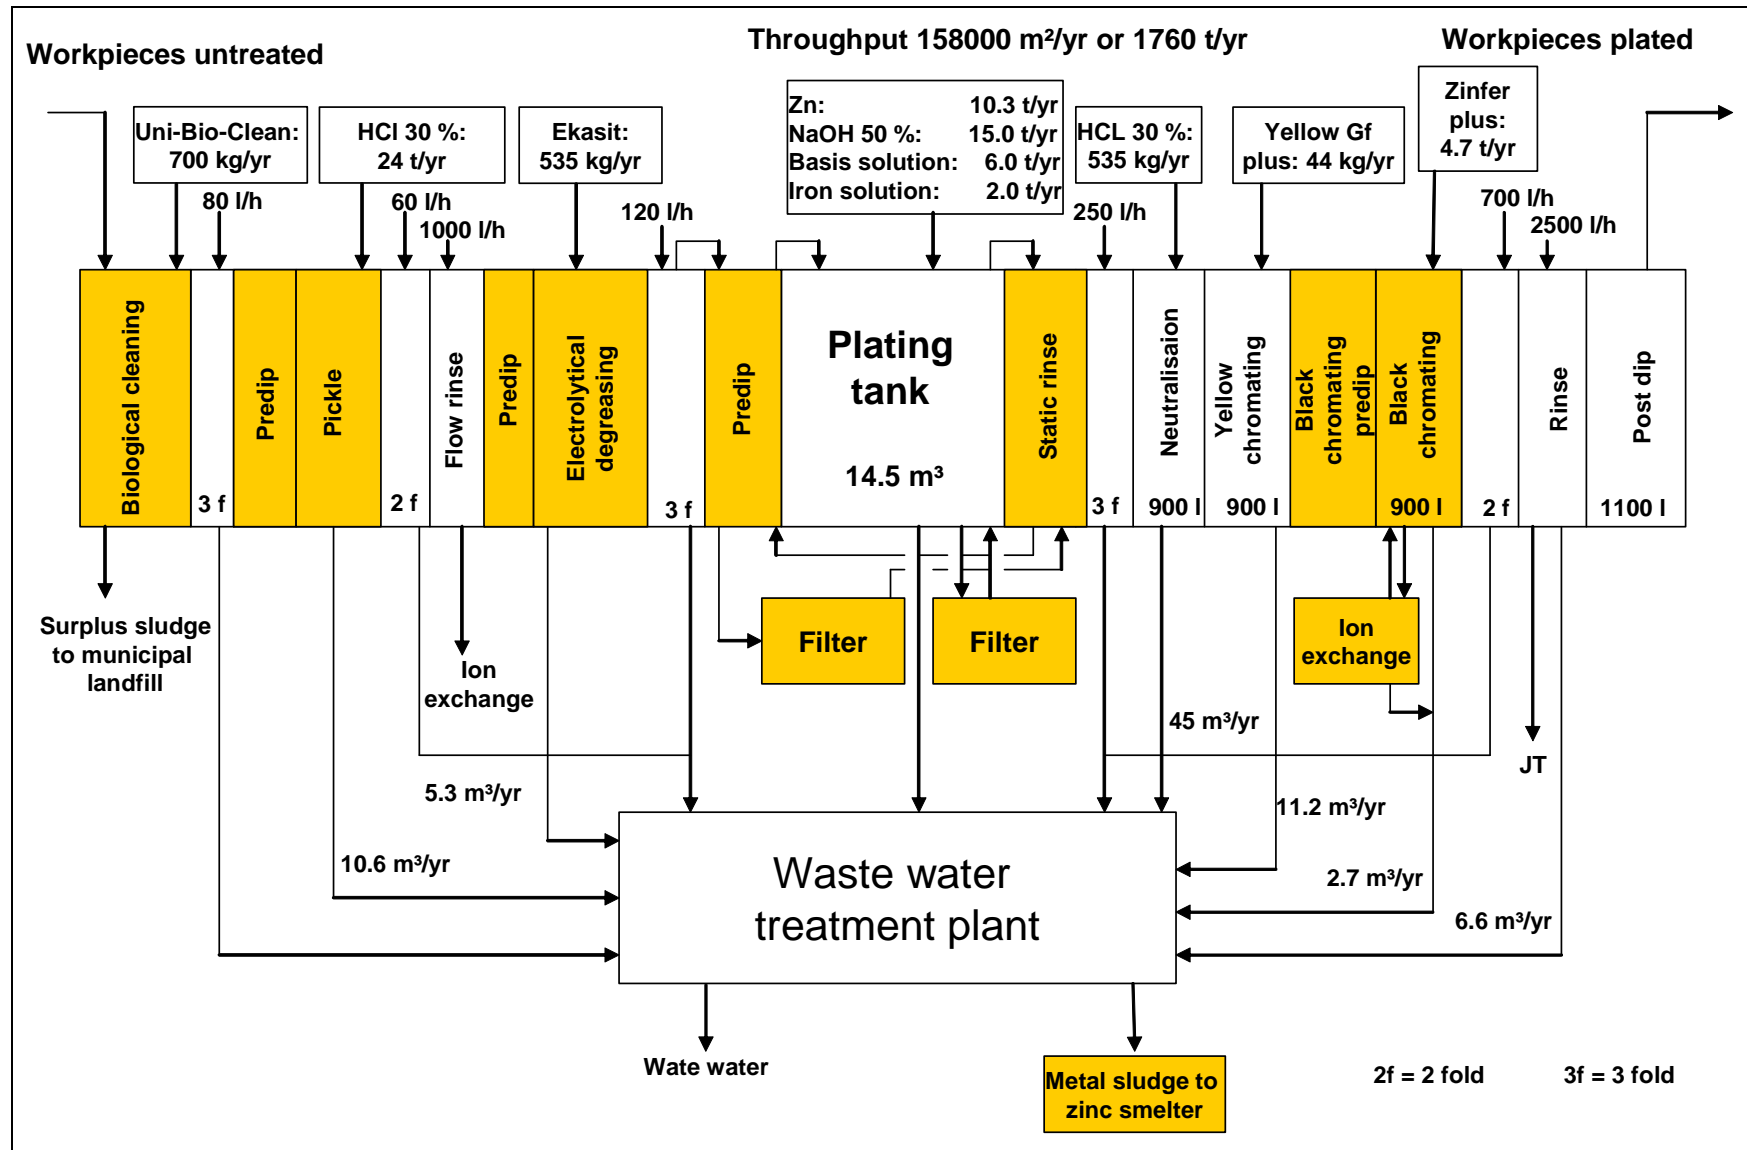 Workpieces untreated
Throughput 158000 m²/yr or 1760 t/yr
Workpieces plated
Uni-Bio-Clean:
700 kg/yr
HCl 30 %:
24 t/yr
Ekasit:
535 kg/yr
Zn: 10.3 t/yr
NaOH 50 %: 15.0 t/yr
Basis solution: 6.0 t/yr
Iron solution: 2.0 t/yr
HCL 30 %:
535 kg/yr
Yellow Gf
plus: 44 kg/yr
Zinfer
plus:
4.7 t/yr
80 l/h
60 l/h
1000 l/h
120 l/h
250 l/h
700 l/h
2500 l/h
Biological cleaning
3 f
Predip
Pickle
2 f
Flow rinse
Predip
Electrolytical
degreasing
3 f
Predip
Plating
tank
14.5 m³
Static rinse
3 f
Neutralisaion
900 l
Yellow
chromating
900 l
Black
chromating
predip
Black
chromating
900 l
2 f
Rinse
Post dip
1100 l
Surplus sludge
to municipal
landfill
Ion
exchange
Filter
Filter
Ion
exchange
45 m³/yr
JT
5.3 m³/yr
11.2 m³/yr
10.6 m³/yr
2.7 m³/yr
6.6 m³/yr
Waste water
treatment plant
Wate water
Metal sludge to
zinc smelter
2f = 2 fold
3f = 3 fold